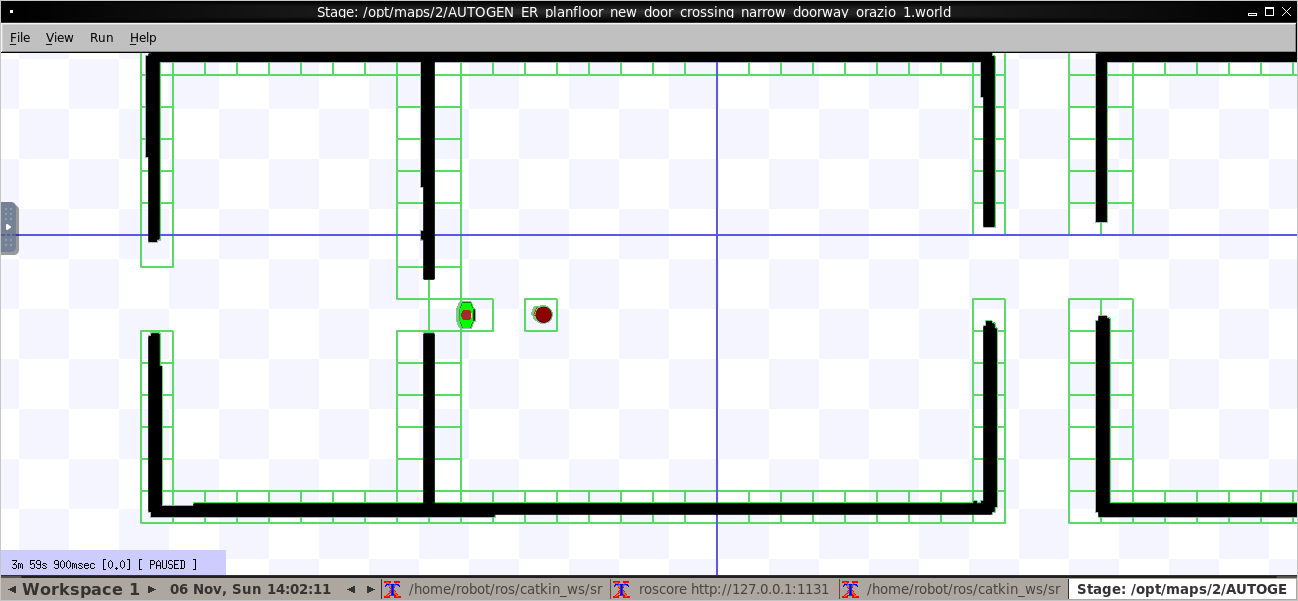 Stage: /opt/maps/2/AUTOGEN_ER_planfloor_new_door_crossing_narrow_doorway_orazio_1.world
File View Run Help
3m 59s 900msec [0.0] [ PAUSED ]
Workspace 1 06 Nov, Sun 14:02:11 /home/robot/ros/catkin_ws/sr roscore http://127.0.0.1:1131 /home/robot/ros/catkin_ws/sr Stage: /opt/maps/2/AUTOGE